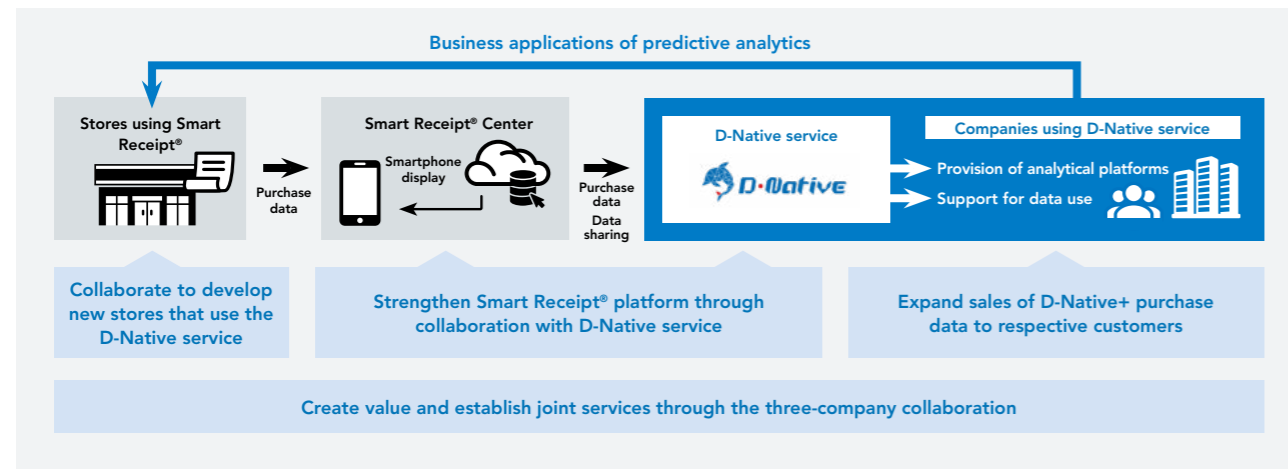 Business applications of predictive analytics
Stores using Smart
Receipt®
Purchase
data
Smart Receipt® Center
Smartphone
display
Purchase
data
Data
sharing
D-Native service
D·Native
Companies using D-Native service
Provision of analytical platforms
Support for data use
Collaborate to develop
new stores that use the
D-Native service
Strengthen Smart Receipt® platform through
collaboration with D-Native service
Expand sales of D-Native+ purchase
data to respective customers
Create value and establish joint services through the three-company collaboration